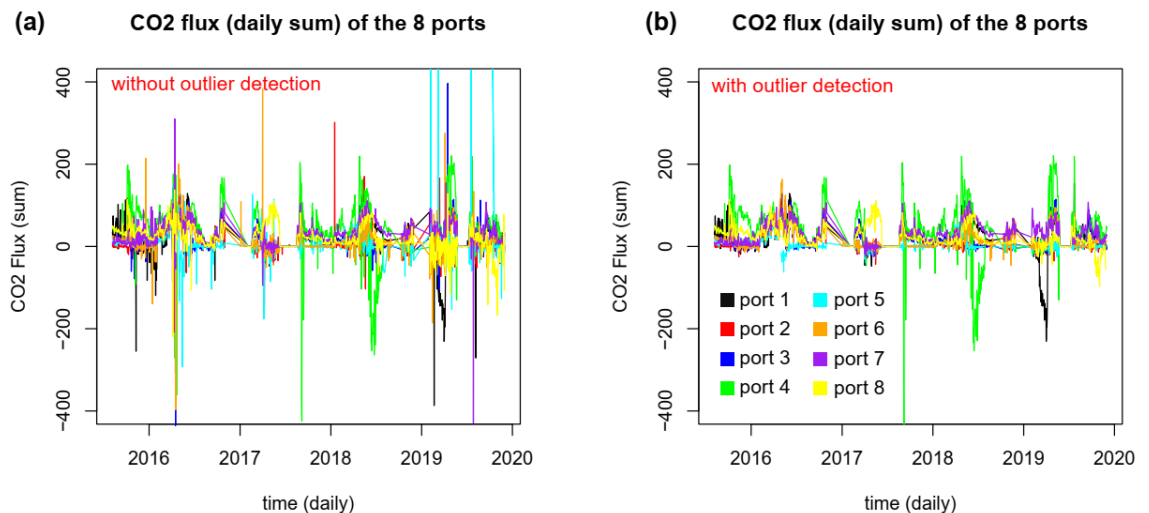 (a) CO2 flux (daily sum) of the 8 ports
without outlier detection
CO2 Flux (sum)
400
200
0
−200
−400
2016 2017 2018 2019 2020
time (daily)
(b) CO2 flux (daily sum) of the 8 ports
with outlier detection
CO2 Flux (sum)
400
200
0
−200
−400
port 1 port 5
port 2 port 6
port 3 port 7
port 4 port 8
2016 2017 2018 2019 2020
time (daily)